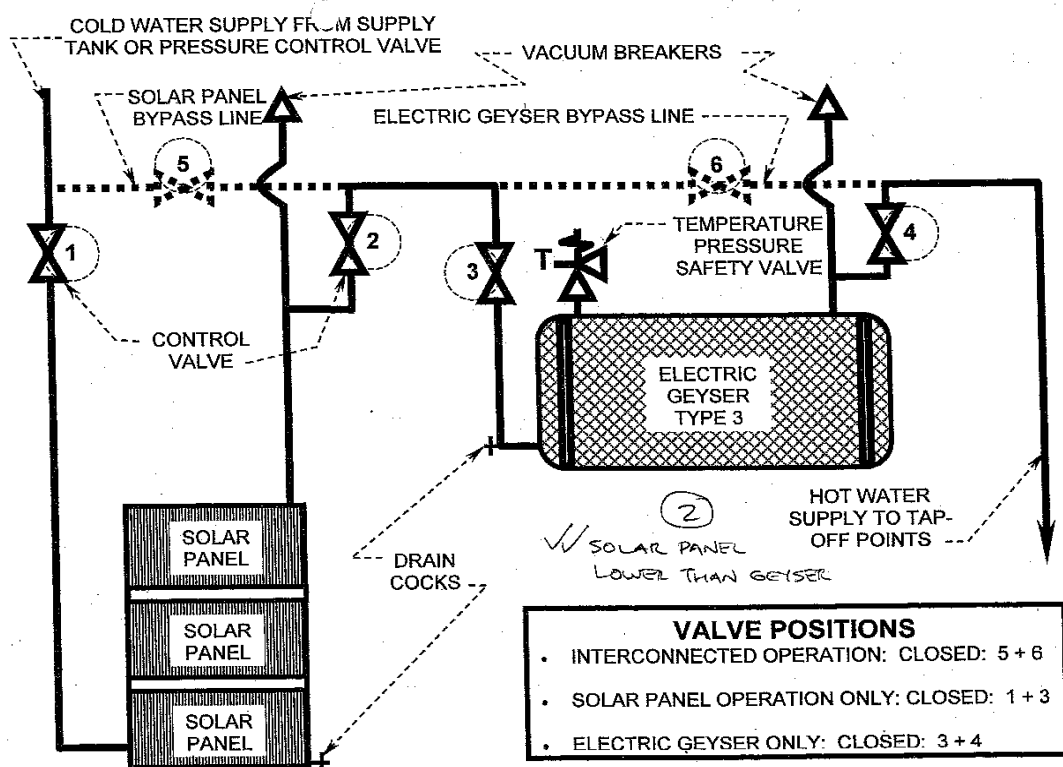 COLD WATER SUPPLY FROM SUPPLY
TANK OR PRESSURE CONTROL VALVE
VACUUM BREAKERS
SOLAR PANEL
BYPASS LINE
ELECTRIC GEYSER BYPASS LINE
5
6
1
2
3
4
T
TEMPERATURE
PRESSURE
SAFETY VALVE
CONTROL
VALVE
ELECTRIC
GEYSER
TYPE 3
HOT WATER
SUPPLY TO TAP-
OFF POINTS
2
SOLAR PANEL
LOWER THAN GEYSER
DRAIN
COCKS
SOLAR
PANEL
SOLAR
PANEL
SOLAR
PANEL
VALVE POSITIONS
• INTERCONNECTED OPERATION: CLOSED: 5 + 6
• SOLAR PANEL OPERATION ONLY: CLOSED: 1 + 3
• ELECTRIC GEYSER ONLY: CLOSED: 3 + 4